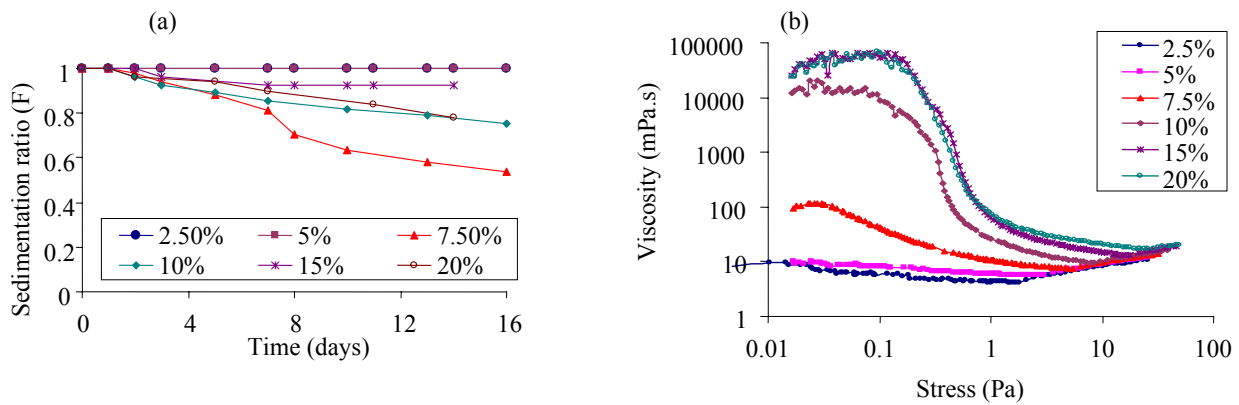 (a)
Sedimentation ratio (F)
1
0.8
0.6
0.4
0.2
0
2.50% 5% 7.50%
10% 15% 20%
0 4 8 12 16
Time (days)
(b)
Viscosity (mPa.s)
100000
10000
1000
100
10
1
2.5%
5%
7.5%
10%
15%
20%
0.01 0.1 1 10 100
Stress (Pa)